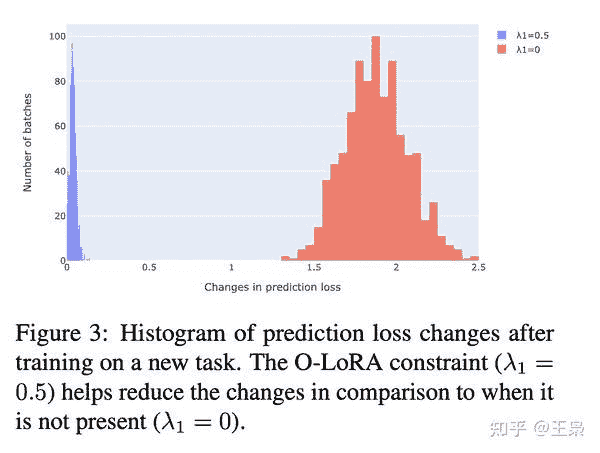 100
80
60
40
20
0
Number of batches
0
0.5
1
1.5
2
2.5
Changes in prediction loss
λ1=0.5
λ1=0
Figure 3: Histogram of prediction loss changes after
training on a new task. The O-LoRA constraint (λ₁ =
0.5) helps reduce the changes in comparison to when it
is not present (λ₁ = 0).
知乎 @王枭